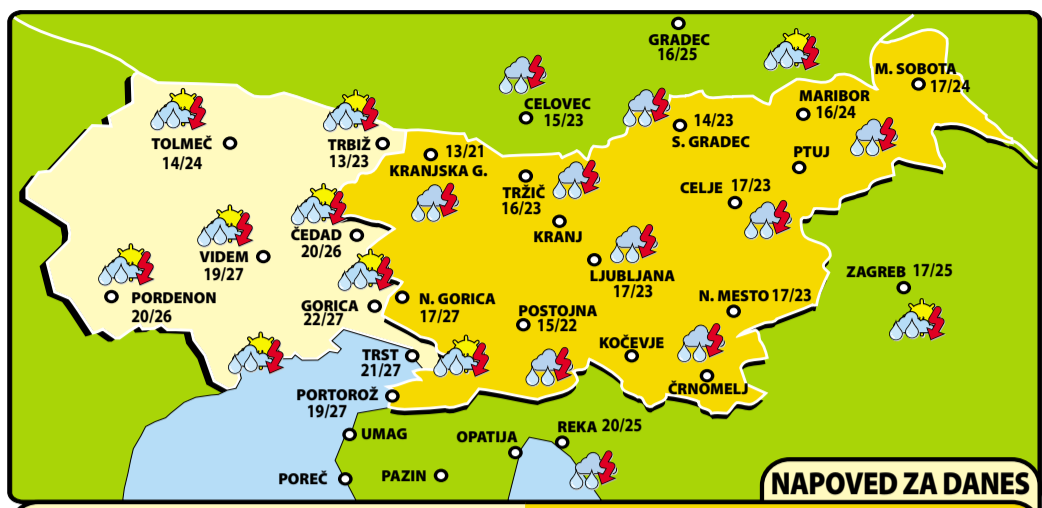 GRADEC
16/25
M. SOBOTA
17/24
CELOVEC
15/23
MARIBOR
16/24
14/23
S. GRADEC
TOLMEČ
14/24
TRBIŽ
13/23
13/21
KRANJSKA G.
PTUJ
TRŽIČ
16/23
CELJE 17/23
KRANJ
ČEDAD
20/26
VIDEM
19/27
LJUBLJANA
17/23
ZAGREB 17/25
PORDENON
20/26
GORICA
22/27
N. GORICA
17/27
N. MESTO 17/23
POSTOJNA
15/22
KOČEVJE
TRST
21/27
ČRNOMELJ
PORTOROŽ
19/27
UMAG
OPATIJA
REKA 20/25
POREČ
PAZIN
NAPOVED ZA DANES